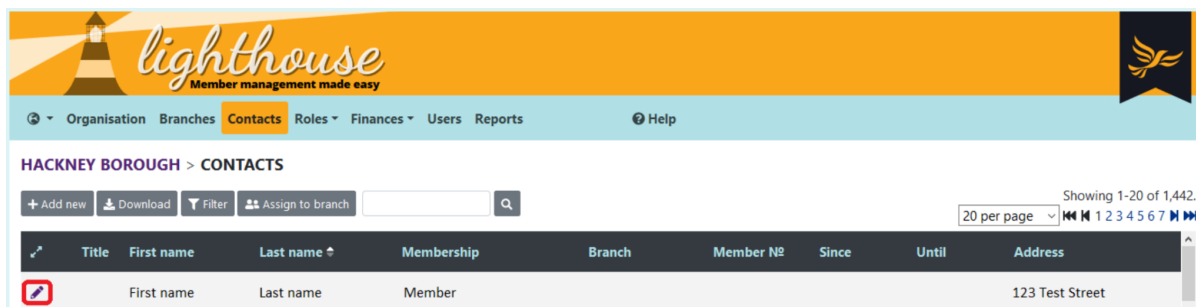 lighthouse
Member management made easy
Organisation Branches Contacts Roles Finances Users Reports Help
HACKNEY BOROUGH > CONTACTS
Showing 1-20 of 1,442.
+ Add new Download Filter Assign to branch
20 per page 1 2 3 4 5 6 7
Title First name Last name Membership Branch Member Nº Since Until Address
First name Last name Member 123 Test Street